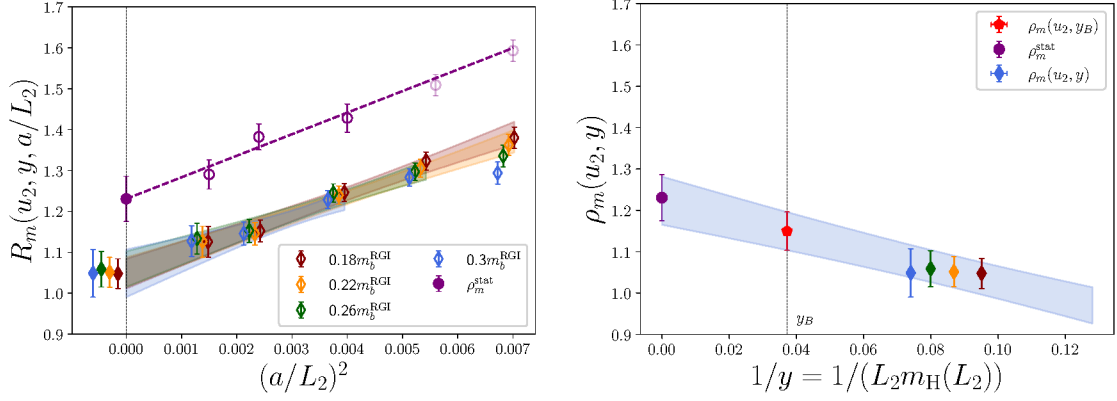 1.7
1.6
1.5
1.4
1.3
1.2
1.1
1.0
0.9
R_m(u_2, y, a/L_2)
0.18m_b^RGI
0.22m_b^RGI
0.26m_b^RGI
0.3m_b^RGI
ρ_m^stat
0.000 0.001 0.002 0.003 0.004 0.005 0.006 0.007
(a/L_2)^2
1.7
1.6
1.5
1.4
1.3
1.2
1.1
1.0
0.9
ρ_m(u_2, y)
ρ_m(u_2, y_B)
ρ_m^stat
ρ_m(u_2, y)
y_B
0.00 0.02 0.04 0.06 0.08 0.10 0.12
1/y = 1/(L_2 m_H(L_2))